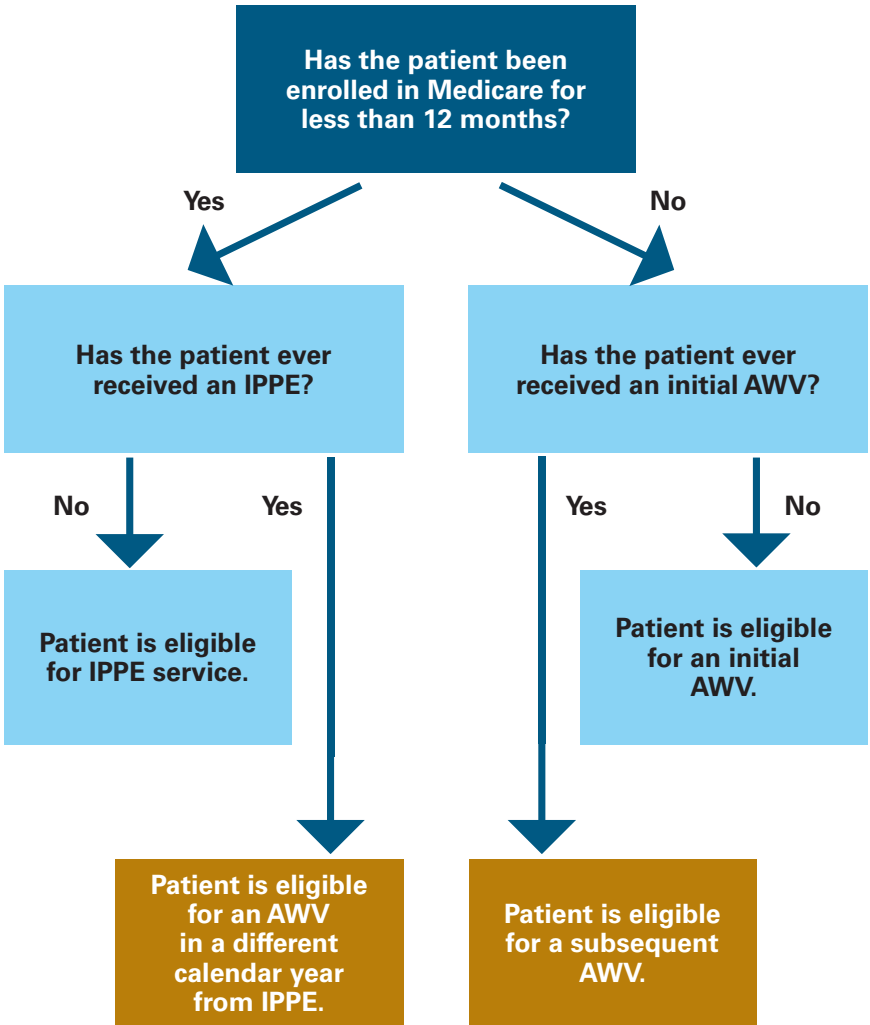 Has the patient been
enrolled in Medicare for
less than 12 months?
Yes
No
Has the patient ever
received an IPPE?
Has the patient ever
received an initial AWV?
No
Yes
Yes
No
Patient is eligible
for IPPE service.
Patient is eligible
for an initial
AWV.
Patient is eligible
for an AWV
in a different
calendar year
from IPPE.
Patient is eligible
for a subsequent
AWV.